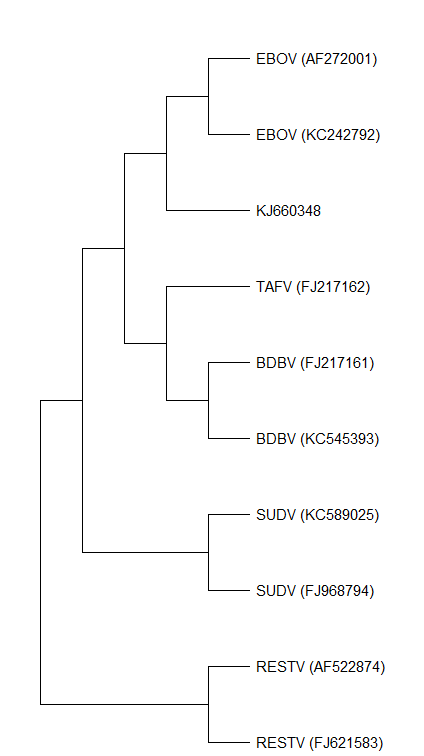 EBOV (AF272001)
EBOV (KC242792)
KJ660348
TAFV (FJ217162)
BDBV (FJ217161)
BDBV (KC545393)
SUDV (KC589025)
SUDV (FJ968794)
RESTV (AF522874)
RESTV (FJ621583)